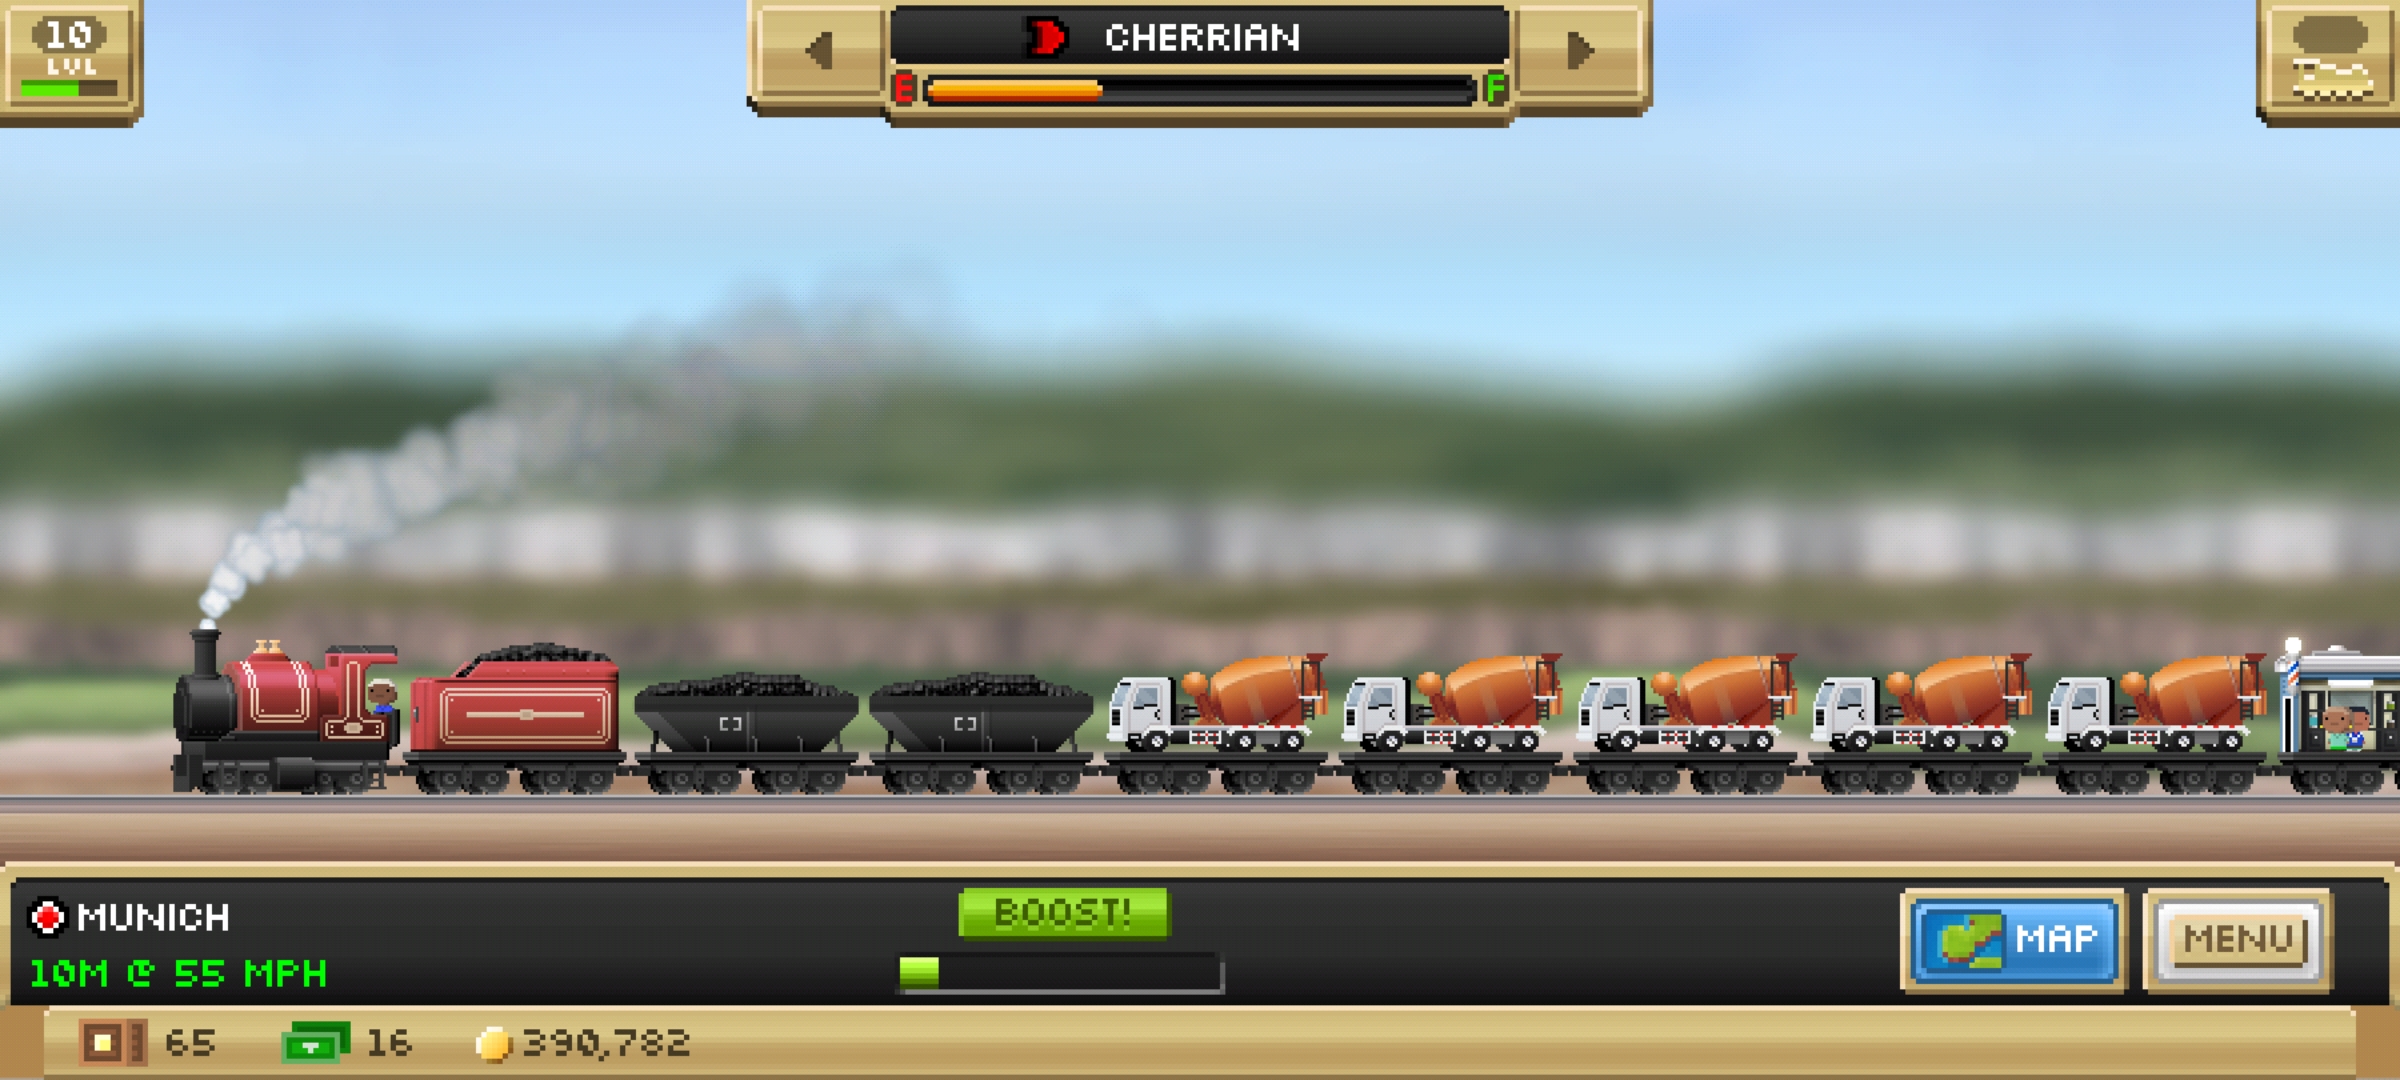 10
LVL
CHERRIAN
E F
MUNICH
10M @ 55 MPH
BOOST!
MAP
MENU
65 16 390,782